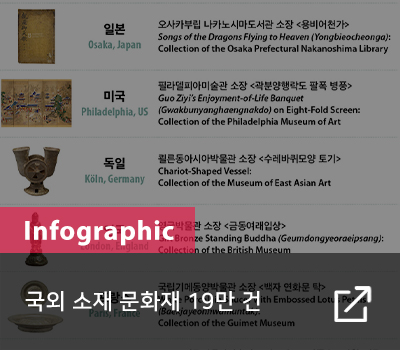 일본
Osaka, Japan
오사카부립 나카노시마도서관 소장 <용비어천가>
Songs of the Dragons Flying to Heaven (Yongbieocheonga):
Collection of the Osaka Prefectural Nakanoshima Library
미국
Philadelphia, US
필라델피아미술관 소장 <곽분양행락도 팔폭 병풍>
Guo Ziyi's Enjoyment-of-Life Banquet
(Gwakbunyanghaengnakdo) on Eight-Fold Screen:
Collection of the Philadelphia Museum of Art
독일
Köln, Germany
쾰른동아시아박물관 소장 <수레바퀴모양 토기>
Chariot-Shaped Vessel:
Collection of the Museum of East Asian Art
Infographic
London, England
영국박물관 소장 <금동여래입상>
Bronze Standing Buddha (Geumdongyeoraeipsang):
Collection of the British Museum
국외 소재 문화재 19만 건
Paris, France
국립기메동양박물관 소장 <백자 연화문 탁>
with Embossed Lotus
Collection of the Guimet Museum